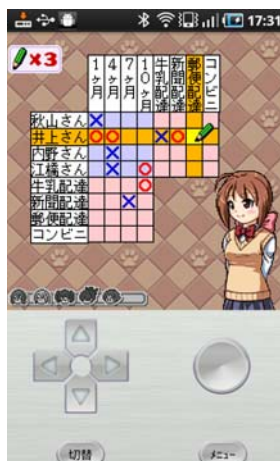 17:31
×3
1ヶ月
4ヶ月
7ヶ月
10ヶ月
牛乳配達
新聞配達
郵便配達
コンビニ
秋山さん
井上さん
内野さん
江橋さん
牛乳配達
新聞配達
郵便配達
コンビニ
切替
メニュー